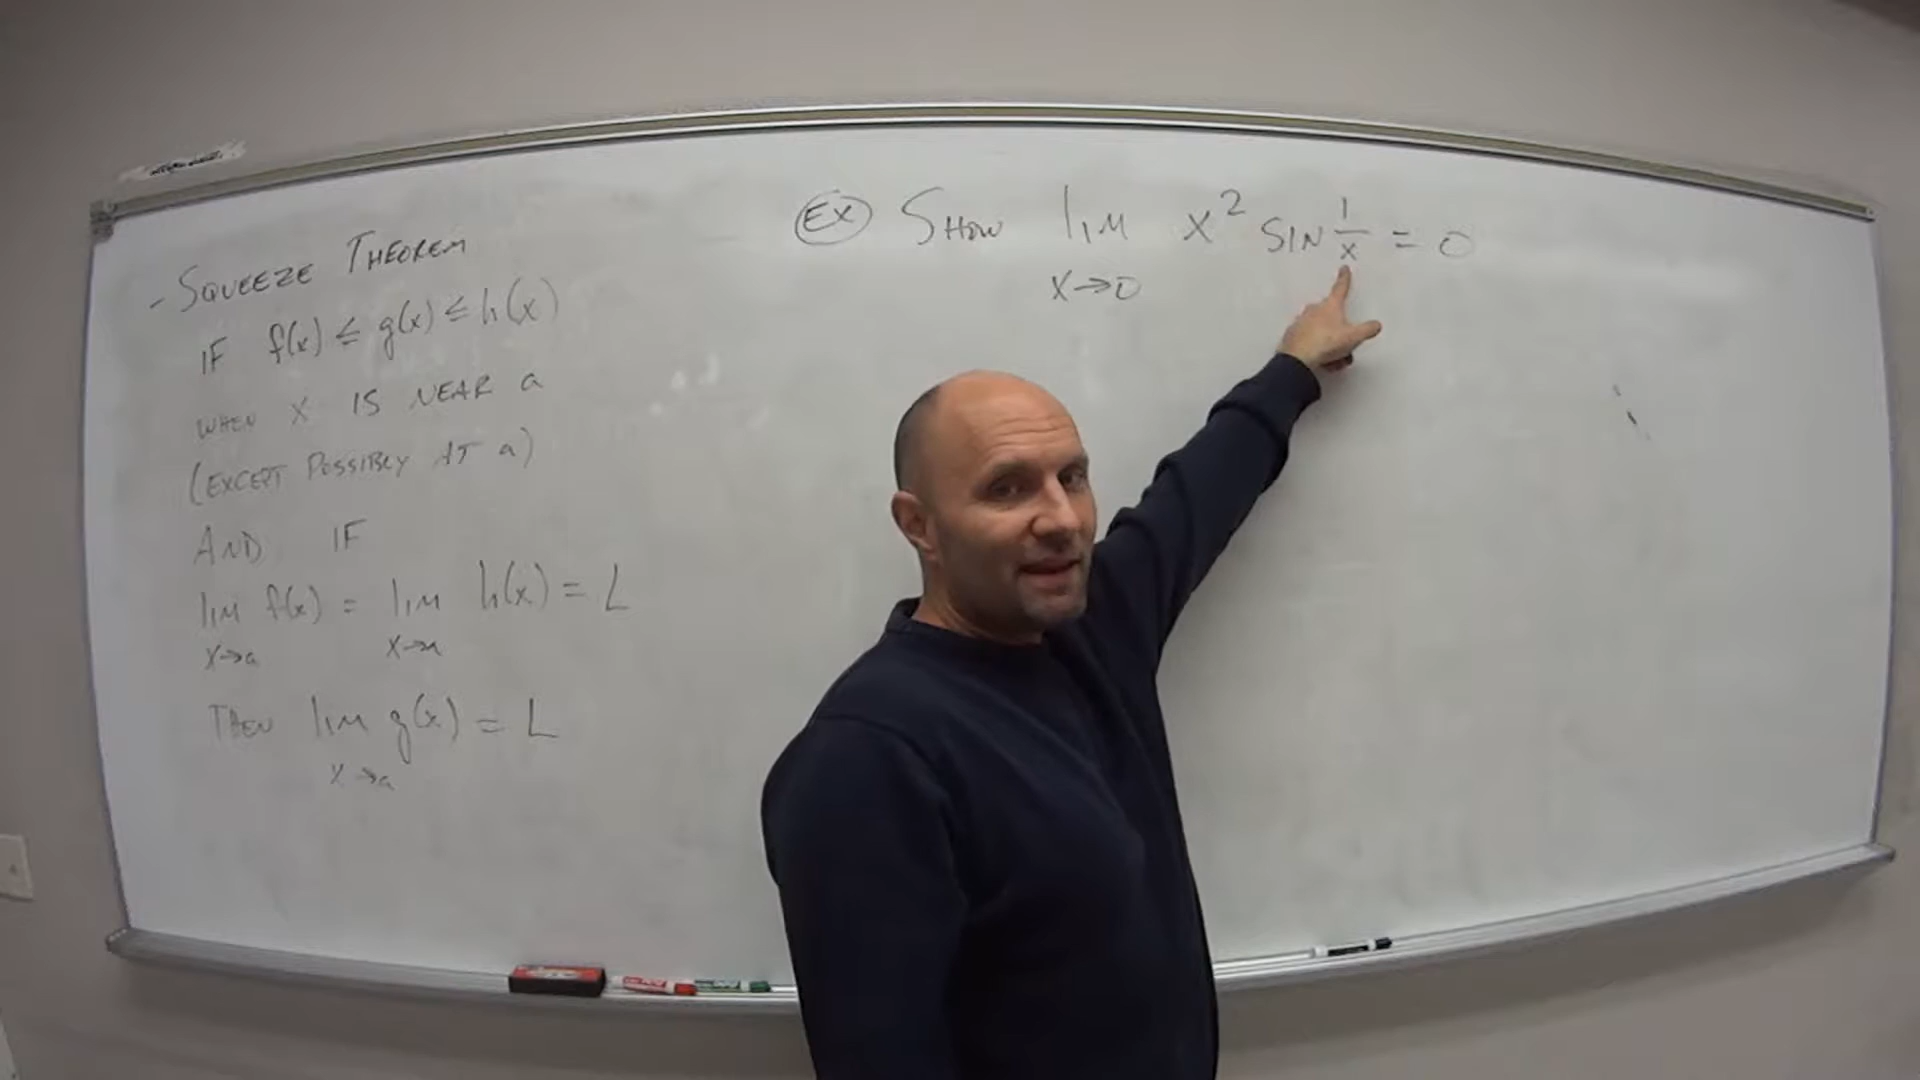 - SQUEEZE THEOREM
IF f(x) ≤ g(x) ≤ h(x)
WHEN X IS NEAR a
(EXCEPT POSSIBLY AT a)
AND IF
lim f(x) = lim h(x) = L
x→a x→a
THEN lim g(x) = L
x→a
EX SHOW lim x² SIN 1/x = 0
x→0